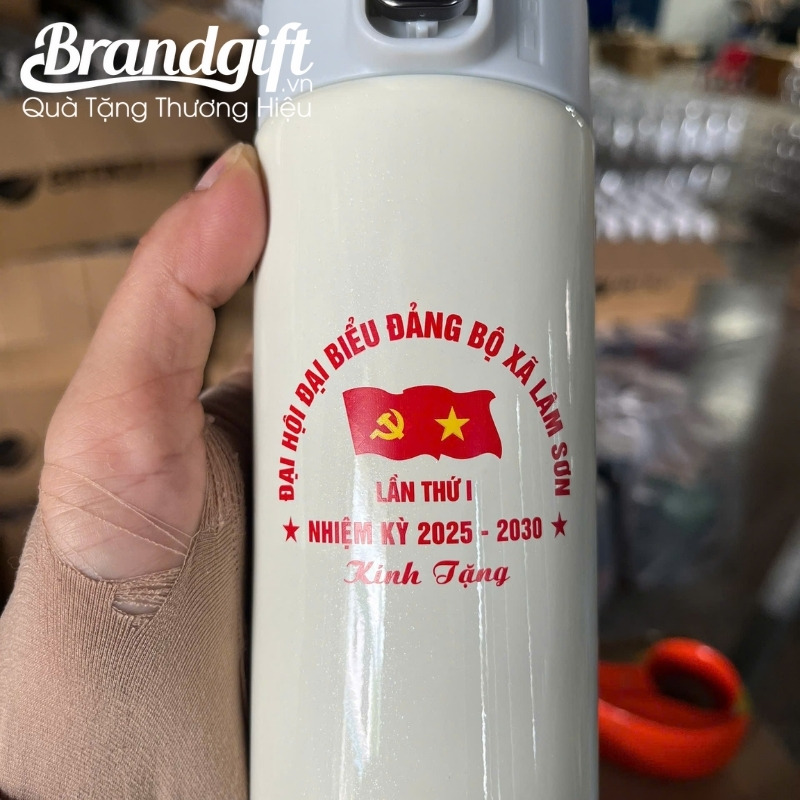 Brandgift
.vn
Quà Tặng Thương Hiệu
ĐẠI HỘI ĐẠI BIỂU ĐẢNG BỘ XÃ LÂM SƠN
LẦN THỨ I
NHIỆM KỲ 2025 - 2030
Kính Tặng